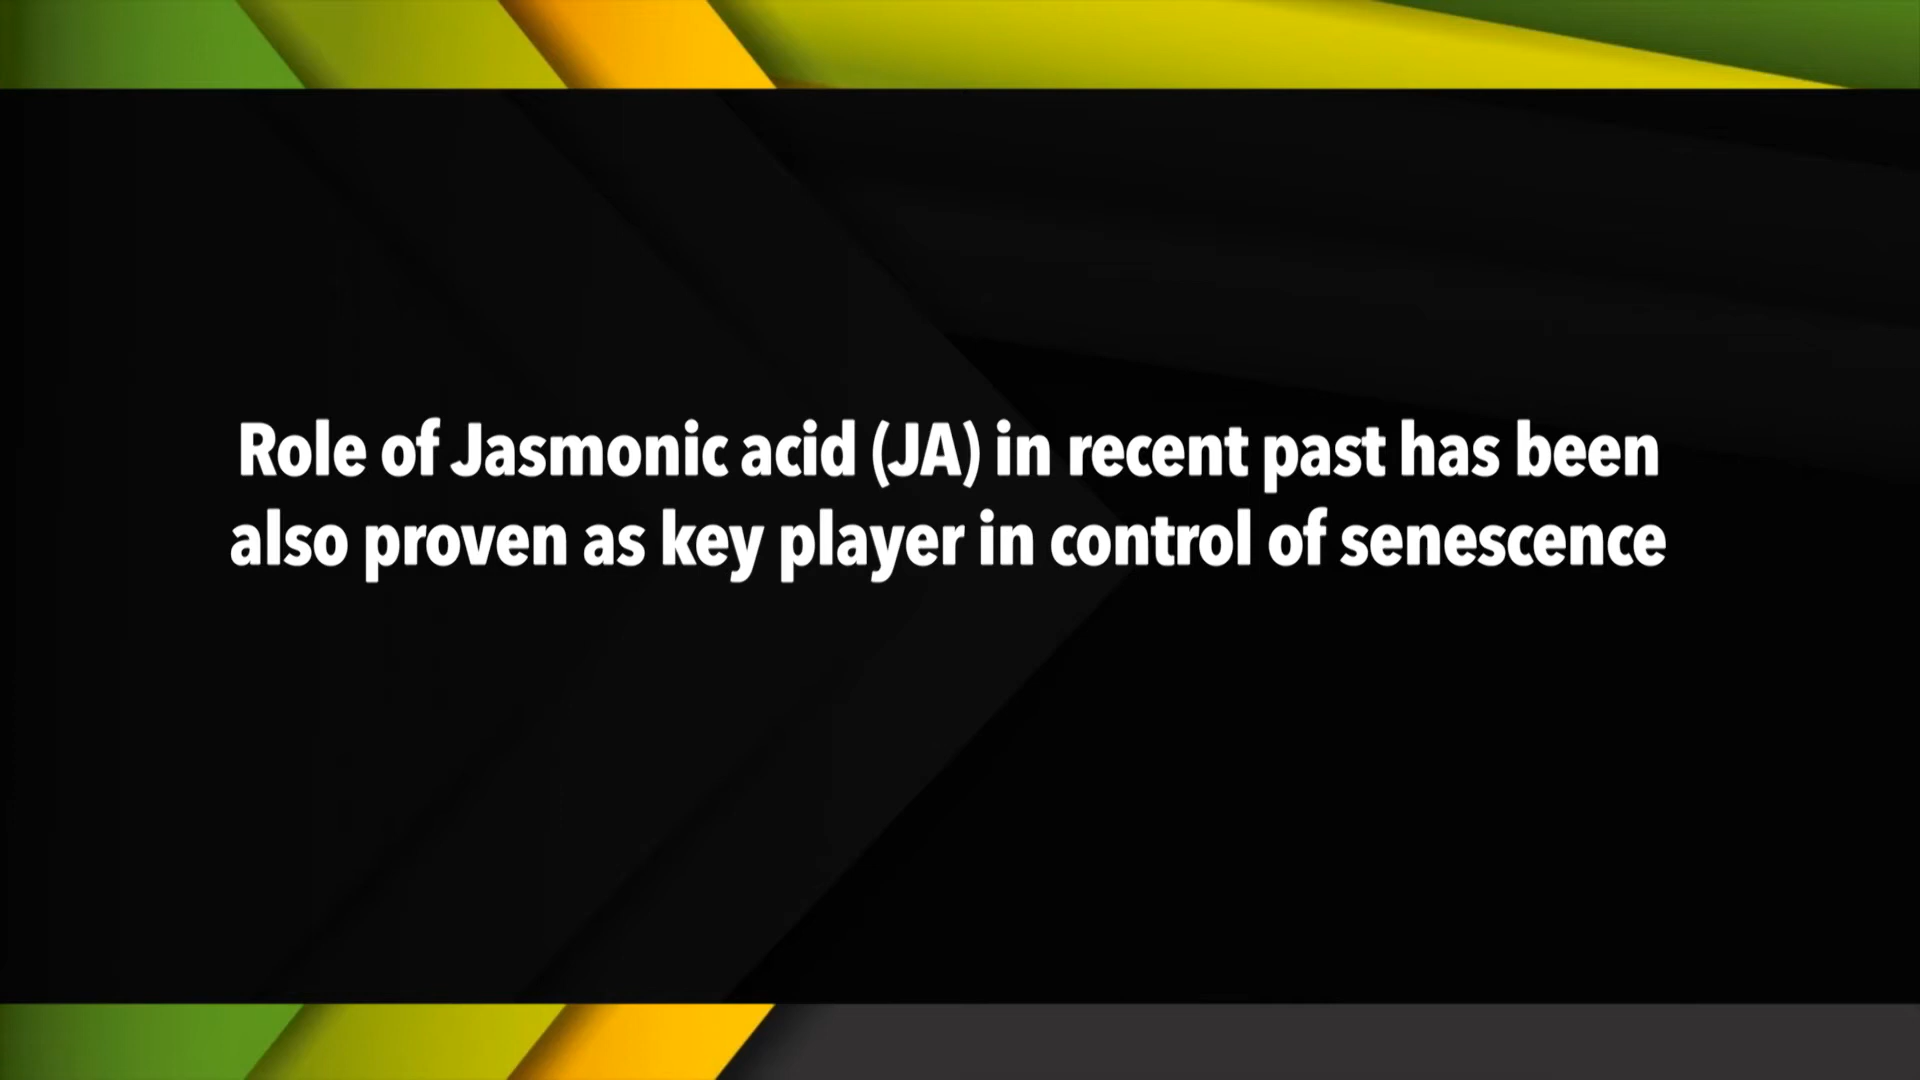 Role of Jasmonic acid (JA) in recent past has been
also proven as key player in control of senescence